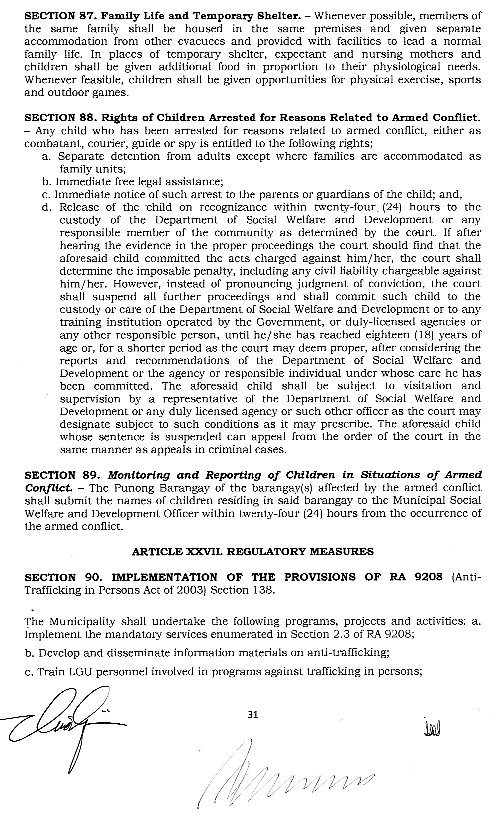 SECTION 87. Family Life and Temporary Shelter. – Whenever possible, members of
the same family shall be housed in the same premises and given separate
accommodation from other evacuees and provided with facilities to lead a normal
family life. In places of temporary shelter, expectant and nursing mothers and
children shall be given additional food in proportion to their physiological needs.
Whenever feasible, children shall be given opportunities for physical exercise, sports
and outdoor games.
SECTION 88. Rights of Children Arrested for Reasons Related to Armed Conflict.
– Any child who has been arrested for reasons related to armed conflict, either as
combatant, courier, guide or spy is entitled to the following rights;
a. Separate detention from adults except where families are accommodated as
family units;
b. Immediate free legal assistance;
c. Immediate notice of such arrest to the parents or guardians of the child; and,
d. Release of the child on recognizance within twenty-four (24) hours to the
custody of the Department of Social Welfare and Development or any
responsible member of the community as determined by the court. If after
hearing the evidence in the proper proceedings the court should find that the
aforesaid child committed the acts charged against him/her, the court shall
determine the imposable penalty, including any civil liability chargeable against
him/her. However, instead of pronouncing judgment of conviction, the court
shall suspend all further proceedings and shall commit such child to the
custody or care of the Department of Social Welfare and Development or to any
training institution operated by the Government, or duly-licensed agencies or
any other responsible person, until he/she has reached eighteen (18) years of
age or, for a shorter period as the court may deem proper, after considering the
reports and recommendations of the Department of Social Welfare and
Development or the agency or responsible individual under whose care he has
been committed. The aforesaid child shall be subject to visitation and
supervision by a representative of the Department of Social Welfare and
Development or any duly licensed agency or such other officer as the court may
designate subject to such conditions as it may prescribe. The aforesaid child
whose sentence is suspended can appeal from the order of the court in the
same manner as appeals in criminal cases.
SECTION 89. Monitoring and Reporting of Children in Situations of Armed
Conflict. – The Punong Barangay of the barangay(s) affected by the armed conflict
shall submit the names of children residing in said barangay to the Municipal Social
Welfare and Development Officer within twenty-four (24) hours from the occurrence of
the armed conflict.
ARTICLE XXVII. REGULATORY MEASURES
SECTION 90. IMPLEMENTATION OF THE PROVISIONS OF RA 9208 (Anti-
Trafficking in Persons Act of 2003) Section 138.
The Municipality shall undertake the following programs, projects and activities: a.
Implement the mandatory services enumerated in Section 2.3 of RA 9208;
b. Develop and disseminate information materials on anti-trafficking;
c. Train LGU personnel involved in programs against trafficking in persons;
31